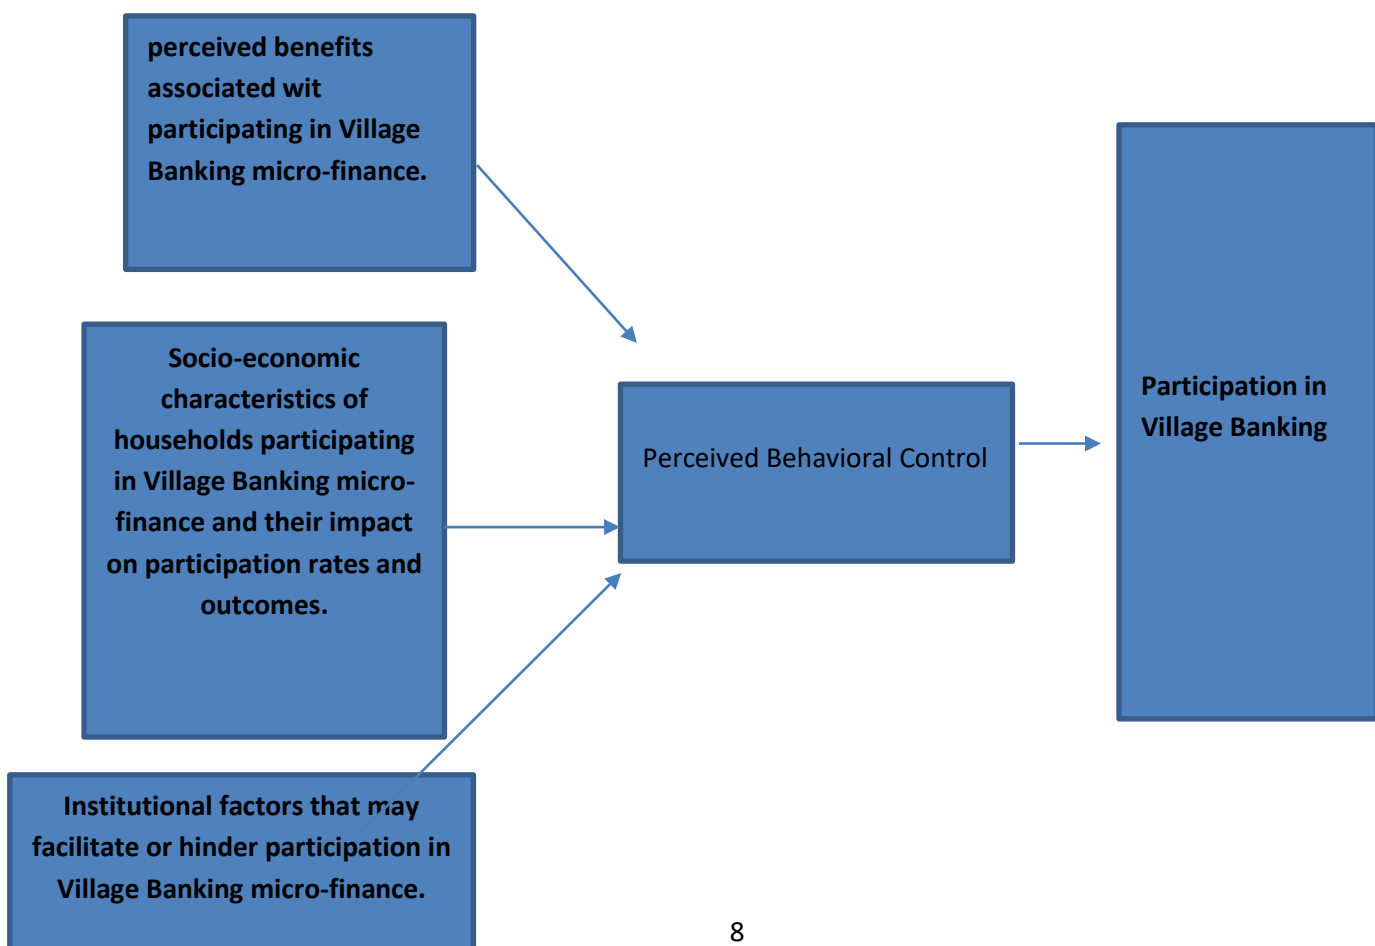 perceived benefits
associated wit
participating in Village
Banking micro-finance.
Socio-economic
characteristics of
households participating
in Village Banking micro-
finance and their impact
on participation rates and
outcomes.
Institutional factors that may
facilitate or hinder participation in
Village Banking micro-finance.
Perceived Behavioral Control
Participation in
Village Banking
8